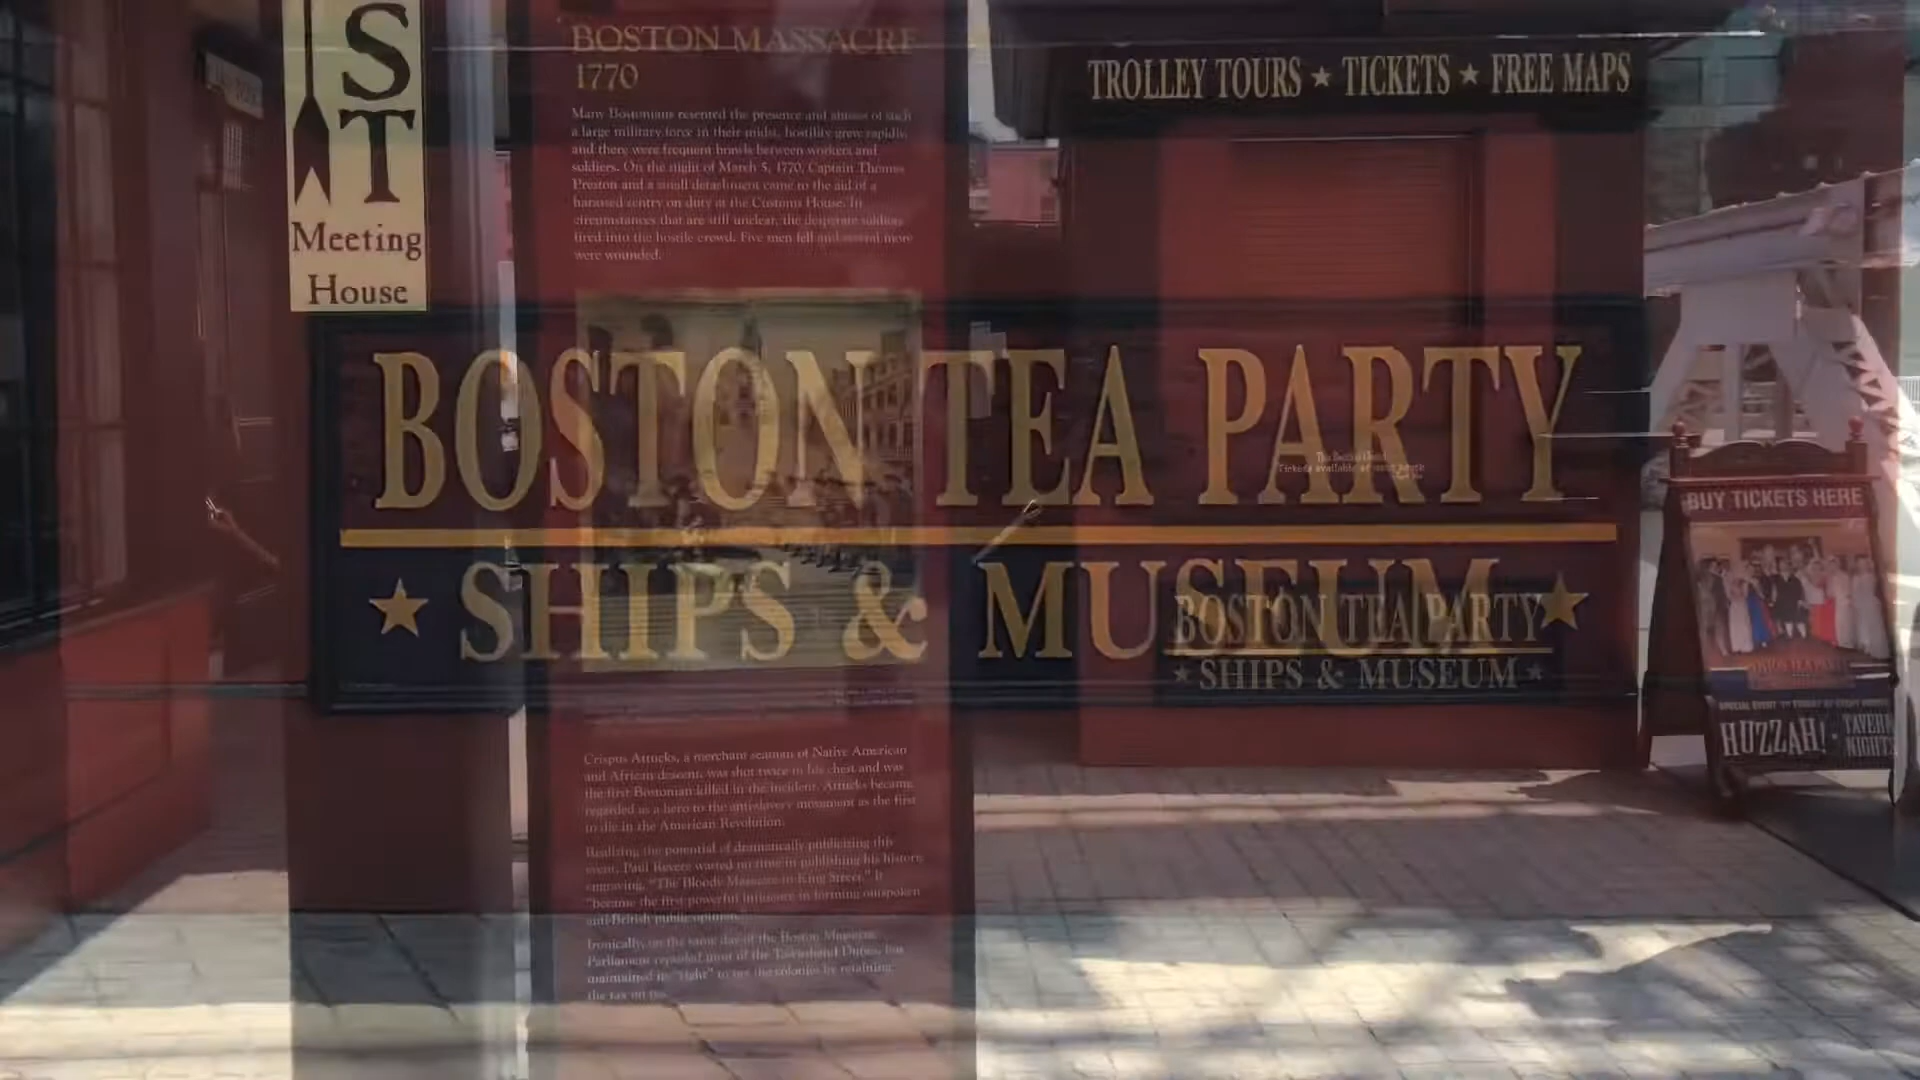 S
T
Meeting
House
BOSTON MASSACRE
1770
Many Bostonians resented the presence and abuses of such
a large military force in their midst, hostility grew rapidly,
and there were frequent brawls between workers and
soldiers. On the night of March 5, 1770, Captain Thomas
Preston and a small detachment came to the aid of a
harassed sentry on duty at the Customs House. In
circumstances that are still unclear, the desperate soldiers
fired into the hostile crowd. Five men fell and several more
were wounded.
TROLLEY TOURS ★ TICKETS ★ FREE MAPS
BOSTON TEA PARTY
★ SHIPS & MUSEUM ★
BOSTON TEA PARTY
★ SHIPS & MUSEUM ★
Tickets available at
BUY TICKETS HERE
HUZZAH! TAVERN
NIGHTS
Crispus Attucks, a merchant seaman of Native American
and African descent, was shot twice in his chest and was
the first Bostonian killed in the incident. Attucks became
regarded as a hero to the antislavery movement as the first
to die in the American Revolution.
Realizing the potential of dramatically publicizing this
event, Paul Revere wasted no time in publishing his historic
engraving, "The Bloody Massacre in King Street." It
"became the first powerful influence in forming outspoken
anti-British public opinion."
Ironically, on the same day of the Boston Massacre,
Parliament repealed most of the Townshend Duties, but
maintained its "right" to tax the colonies by retaining
the tax on tea.